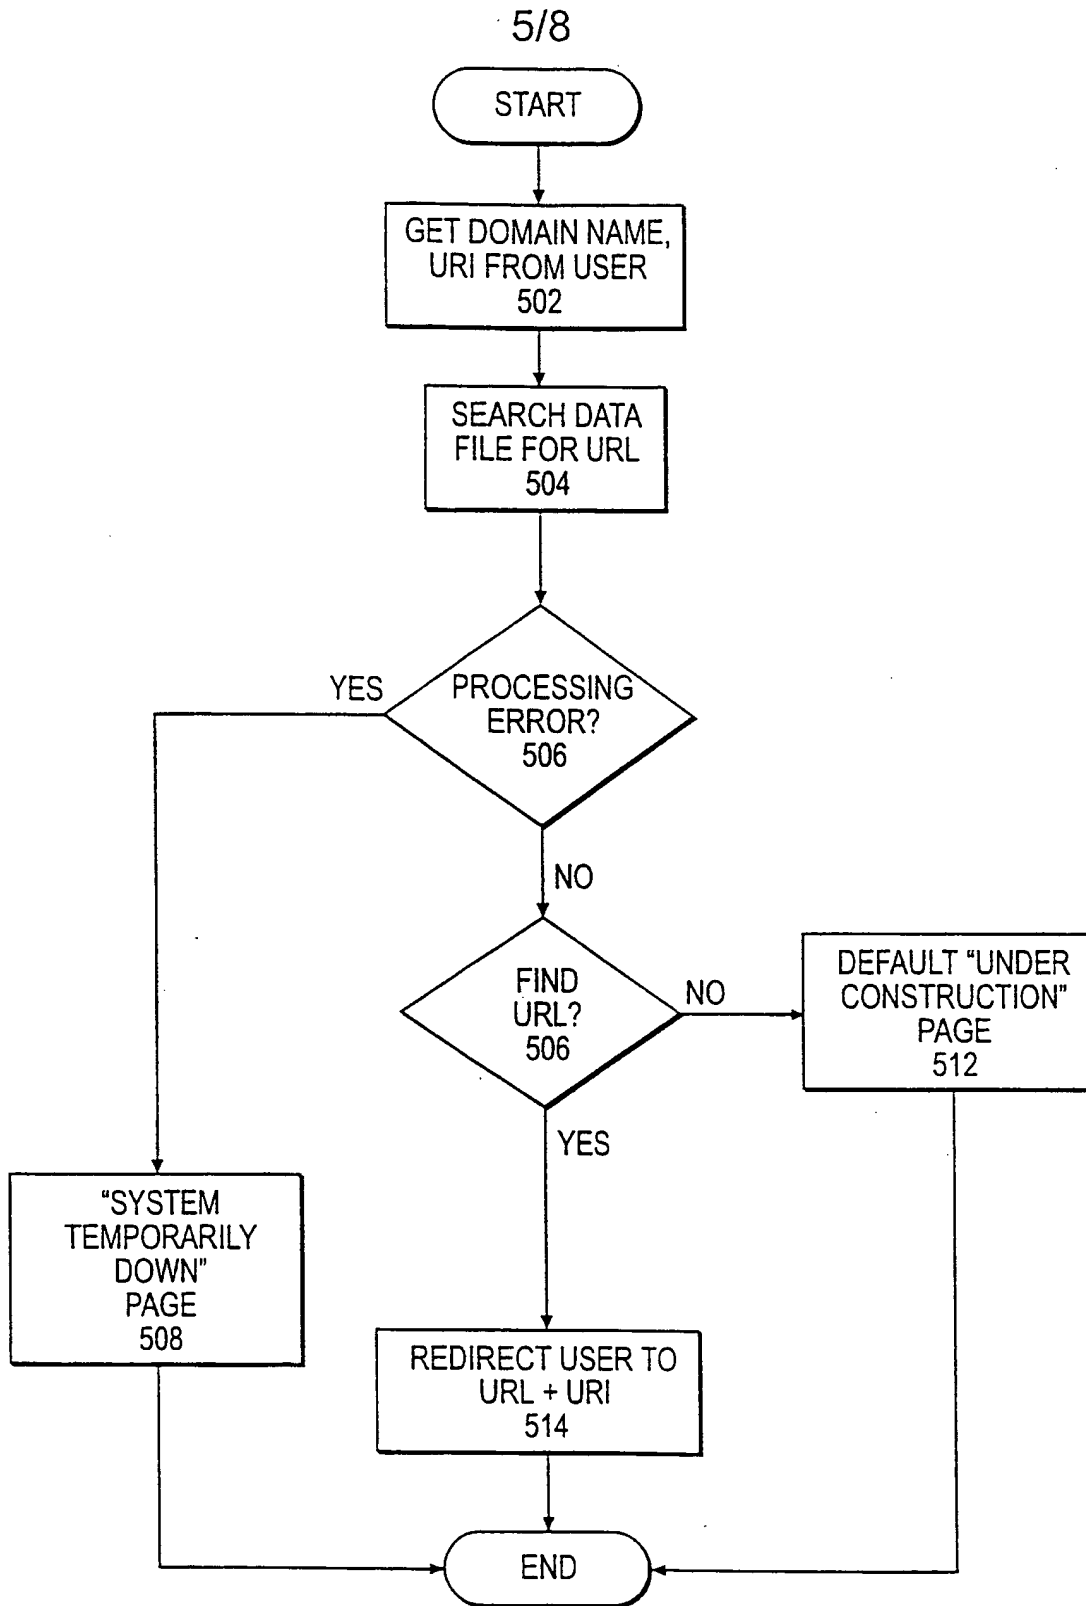 5/8
START
GET DOMAIN NAME,
URI FROM USER
502
SEARCH DATA
FILE FOR URL
504
YES
PROCESSING
ERROR?
506
NO
FIND
URL?
506
NO
DEFAULT “UNDER
CONSTRUCTION”
PAGE
512
YES
“SYSTEM
TEMPORARILY
DOWN”
PAGE
508
REDIRECT USER TO
URL + URI
514
END